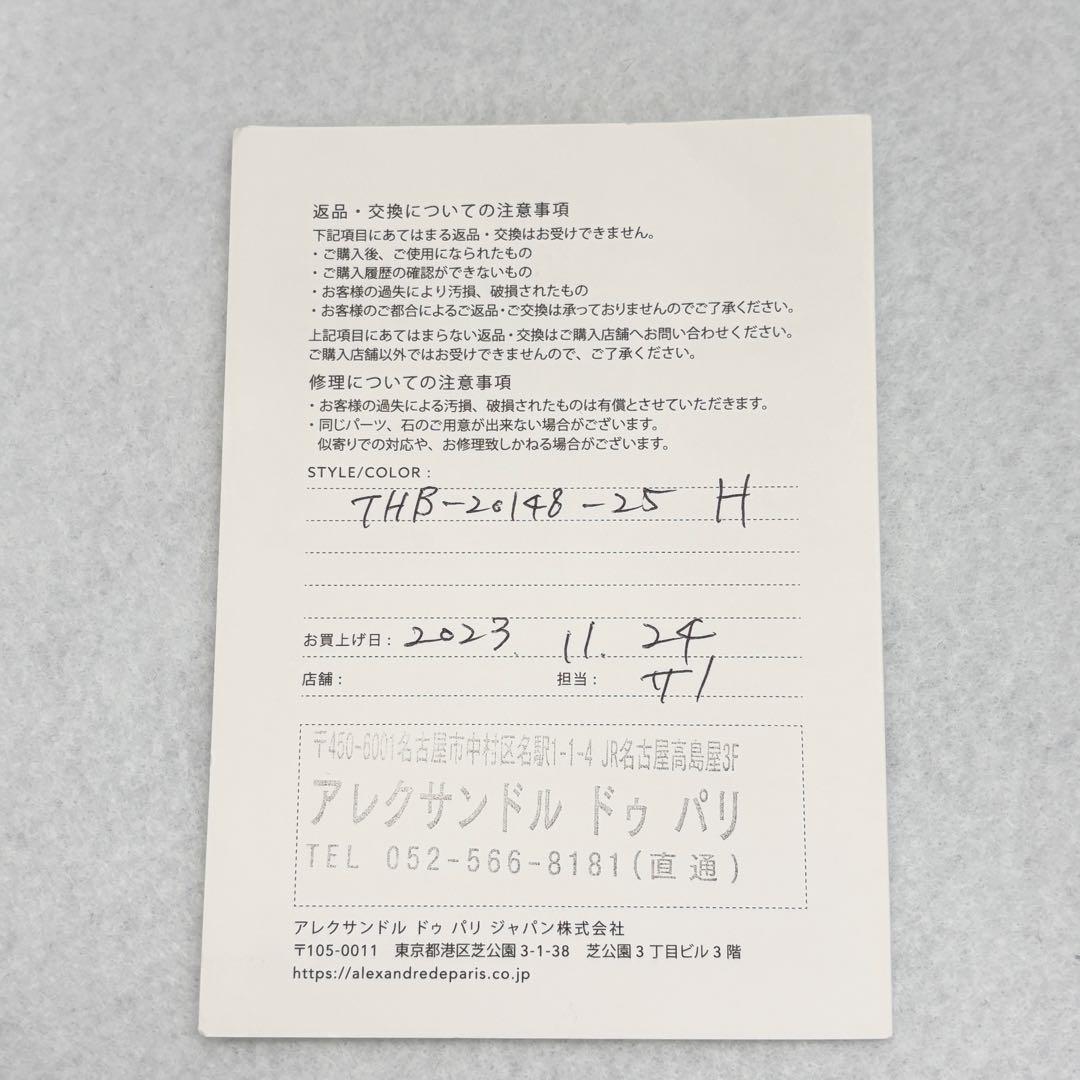 返品・交換についての注意事項
下記項目にあてはまる返品・交換はお受けできません。
・ご購入後、ご使用になられたもの
・ご購入履歴の確認ができないもの
・お客様の過失により汚損、破損されたもの
・お客様のご都合によるご返品・ご交換は承っておりませんのでご了承ください。
上記項目にあてはまらない返品・交換はご購入店舗へお問い合わせください。
ご購入店舗以外ではお受けできませんので、ご了承ください。
修理についての注意事項
・お客様の過失による汚損、破損されたものは有償とさせていただきます。
・同じパーツ、石のご用意が出来ない場合がございます。
似寄りでの対応や、お修理致しかねる場合がございます。
STYLE/COLOR :
THB-20148-25 H
お買上げ日 : 2023. 11. 24
店舗 : 担当 :
〒450-6001名古屋市中村区名駅1-1-4 JR名古屋高島屋3F
アレクサンドル ドゥ パリ
TEL 052-566-8181(直通)
アレクサンドル ドゥ パリ ジャパン株式会社
〒105-0011 東京都港区芝公園3-1-38 芝公園3丁目ビル3階
https://alexandredeparis.co.jp